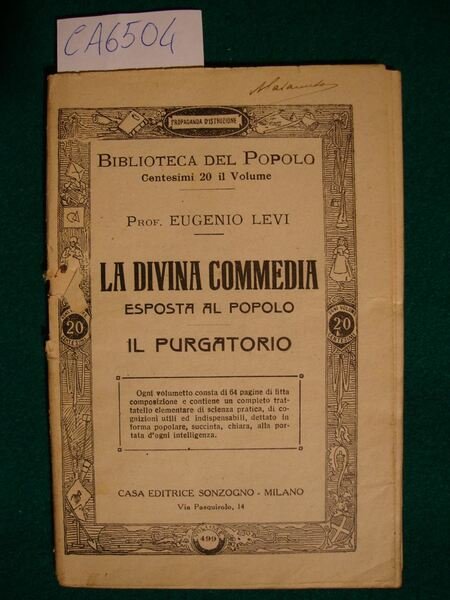 CA6504
PROPAGANDA D'ISTRUZIONE
BIBLIOTECA DEL POPOLO
Centesimi 20 il Volume
PROF. EUGENIO LEVI
LA DIVINA COMMEDIA
ESPOSTA AL POPOLO
IL PURGATORIO
20
20
CENTESIMI
Ogni volumetto consta di 64 pagine di fitta
composizione e contiene un completo trat-
tatello elementare di scienza pratica, di co-
gnizioni utili ed indispensabili, dettato in
forma popolare, succinta, chiara, alla por-
tata d'ogni intelligenza.
CASA EDITRICE SONZOGNO - MILANO
Via Pasquirolo, 14
499